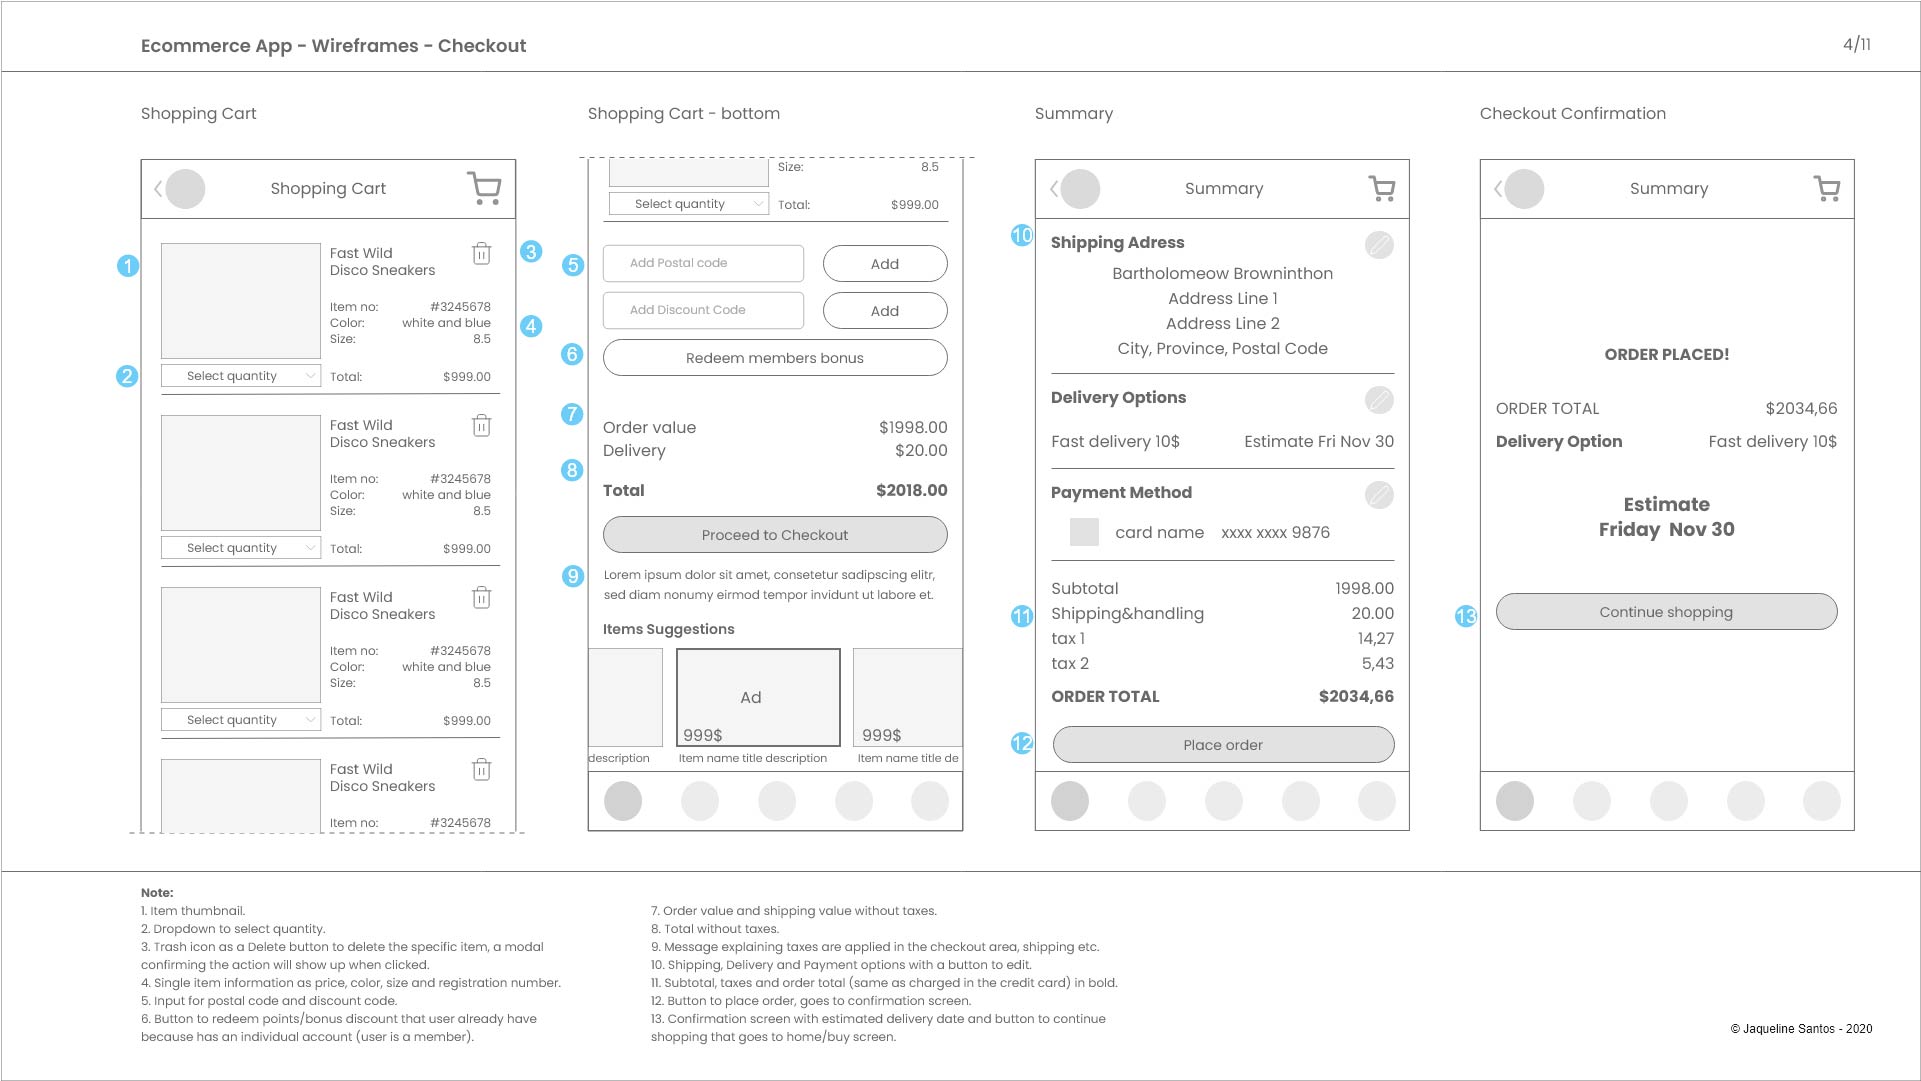 Ecommerce App - Wireframes - Checkout
4/11
Shopping Cart
Shopping Cart
1
Fast Wild
Disco Sneakers
3
Item no: #3245678
Color: white and blue
4
Size: 8.5
2
Select quantity
Total: $999.00
Fast Wild
Disco Sneakers
Item no: #3245678
Color: white and blue
Size: 8.5
Select quantity
Total: $999.00
Fast Wild
Disco Sneakers
Item no: #3245678
Color: white and blue
Size: 8.5
Select quantity
Total: $999.00
Fast Wild
Disco Sneakers
Item no: #3245678
Shopping Cart - bottom
Size: 8.5
Select quantity
Total: $999.00
5
Add Postal code
Add
Add Discount Code
Add
6
Redeem members bonus
7
Order value $1998.00
Delivery $20.00
8
Total $2018.00
Proceed to Checkout
9
Lorem ipsum dolor sit amet, consetetur sadipscing elitr,
sed diam nonumy eirmod tempor invidunt ut labore et.
Items Suggestions
Ad
999$
999$
description
Item name title description
Item name title de
Summary
Summary
10
Shipping Adress
Bartholomeow Browninthon
Address Line 1
Address Line 2
City, Province, Postal Code
Delivery Options
Fast delivery 10$ Estimate Fri Nov 30
Payment Method
card name xxxx xxxx 9876
Subtotal 1998.00
11
Shipping&handling 20.00
tax 1 14,27
tax 2 5,43
ORDER TOTAL $2034,66
12
Place order
Checkout Confirmation
Summary
ORDER PLACED!
ORDER TOTAL $2034,66
Delivery Option Fast delivery 10$
Estimate
Friday Nov 30
13
Continue shopping
Note:
1. Item thumbnail.
2. Dropdown to select quantity.
3. Trash icon as a Delete button to delete the specific item, a modal
confirming the action will show up when clicked.
4. Single item information as price, color, size and registration number.
5. Input for postal code and discount code.
6. Button to redeem points/bonus discount that user already have
because has an individual account (user is a member).
7. Order value and shipping value without taxes.
8. Total without taxes.
9. Message explaining taxes are applied in the checkout area, shipping etc.
10. Shipping, Delivery and Payment options with a button to edit.
11. Subtotal, taxes and order total (same as charged in the credit card) in bold.
12. Button to place order, goes to confirmation screen.
13. Confirmation screen with estimated delivery date and button to continue
shopping that goes to home/buy screen.
© Jaqueline Santos - 2020